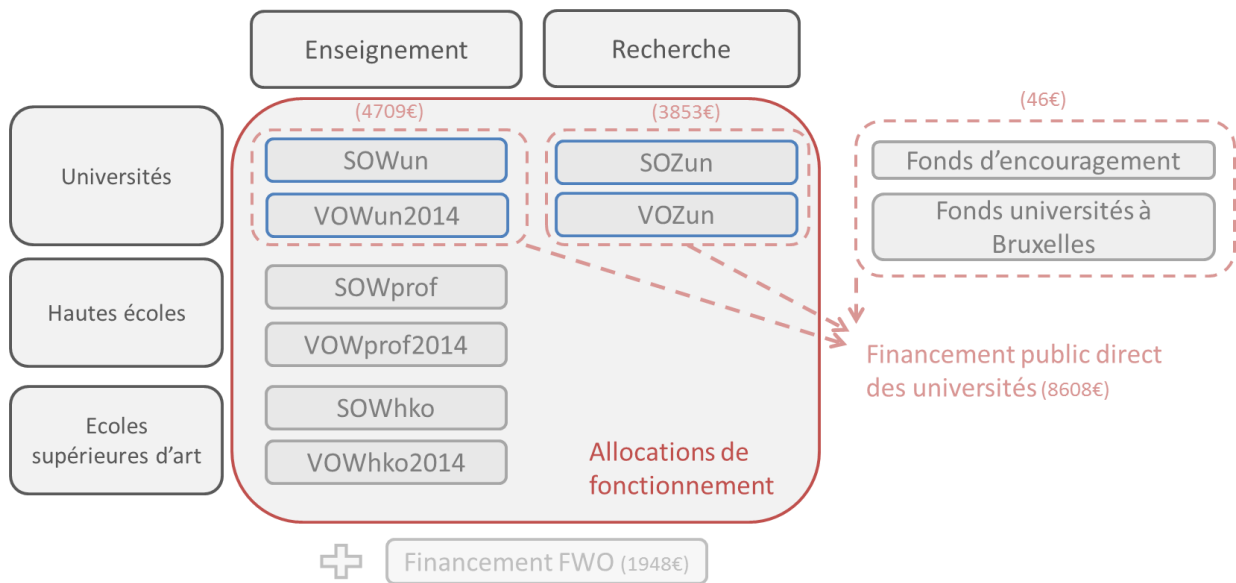 Enseignement
Recherche
(4709€)
(3853€)
(46€)
Universités
SOWun
SOZun
Fonds d'encouragement
VOWun2014
VOZun
Fonds universités à
Bruxelles
Hautes écoles
SOWprof
VOWprof2014
Financement public direct
des universités (8608€)
Ecoles
supérieures d'art
SOWhko
VOWhko2014
Allocations de
fonctionnement
Financement FWO (1948€)